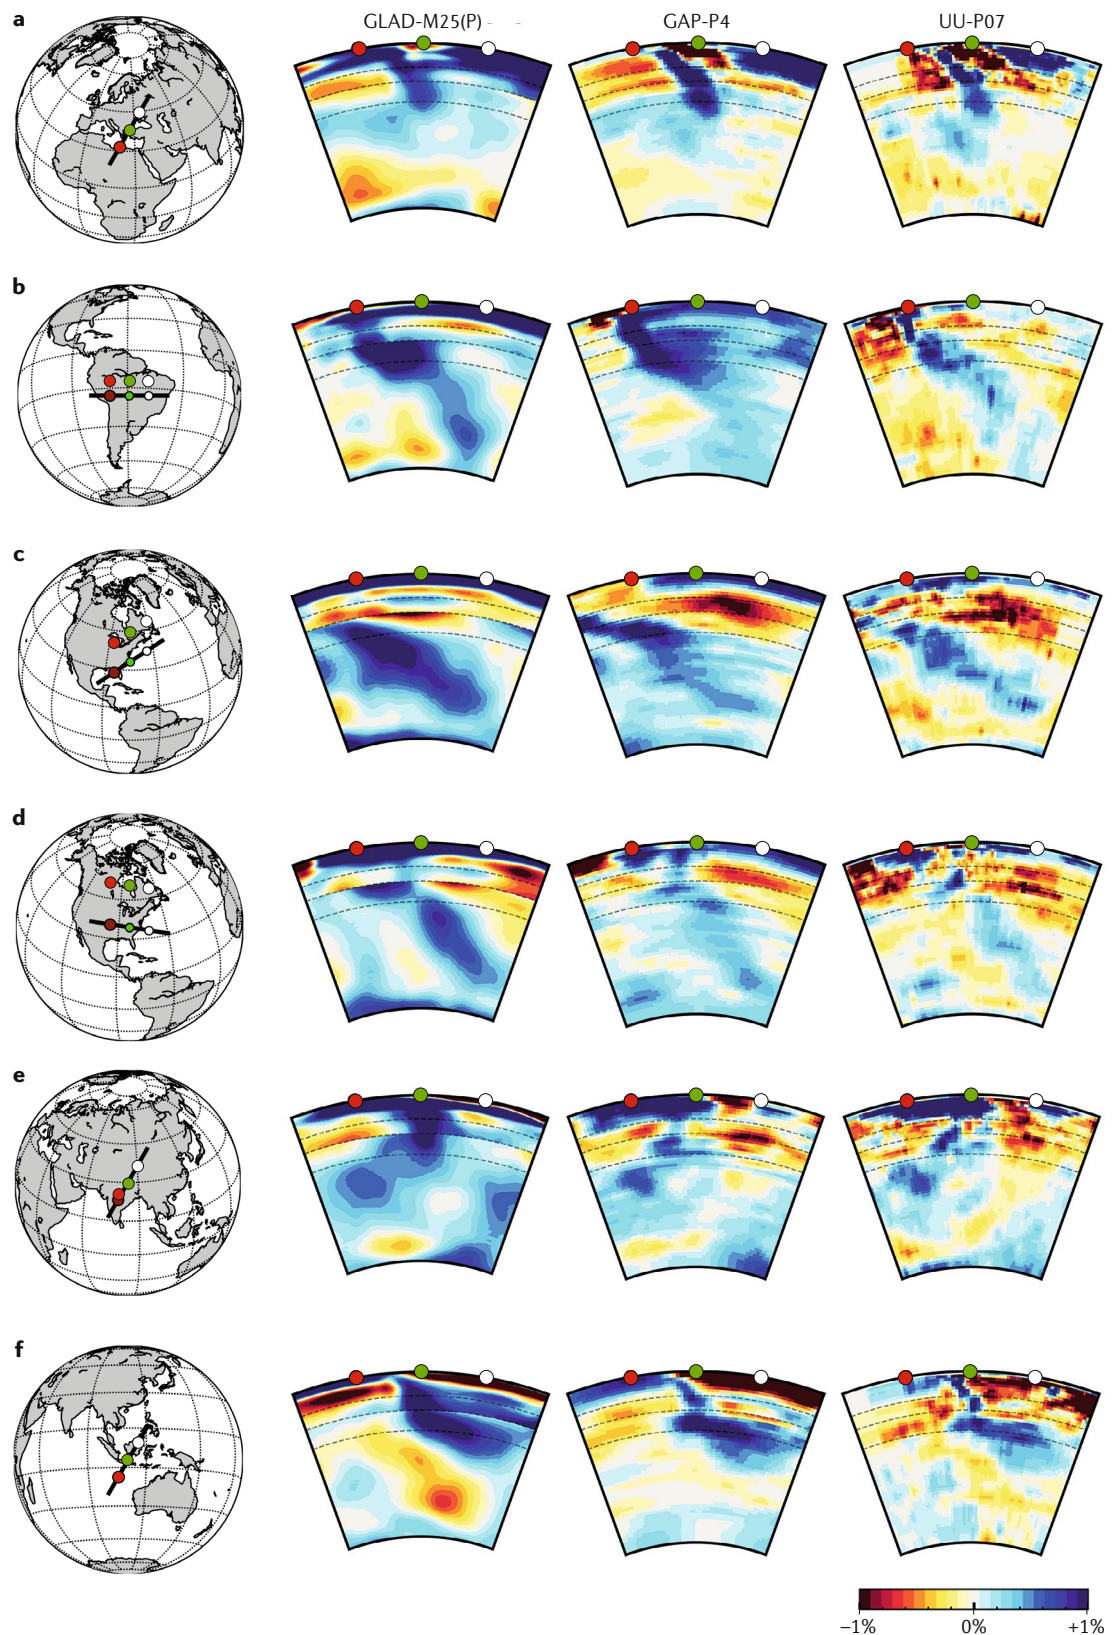 a
GLAD-M25(P) - -
GAP-P4
UU-P07
b
c
d
e
f
−1%
0%
+1%